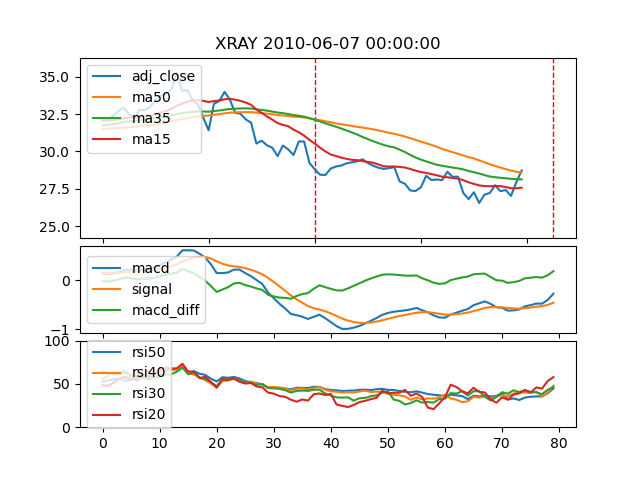 XRAY 2010-06-07 00:00:00
35.0
32.5
30.0
27.5
25.0
adj_close
ma50
ma35
ma15
0
−1
macd
signal
macd_diff
100
50
0
rsi50
rsi40
rsi30
rsi20
0 10 20 30 40 50 60 70 80